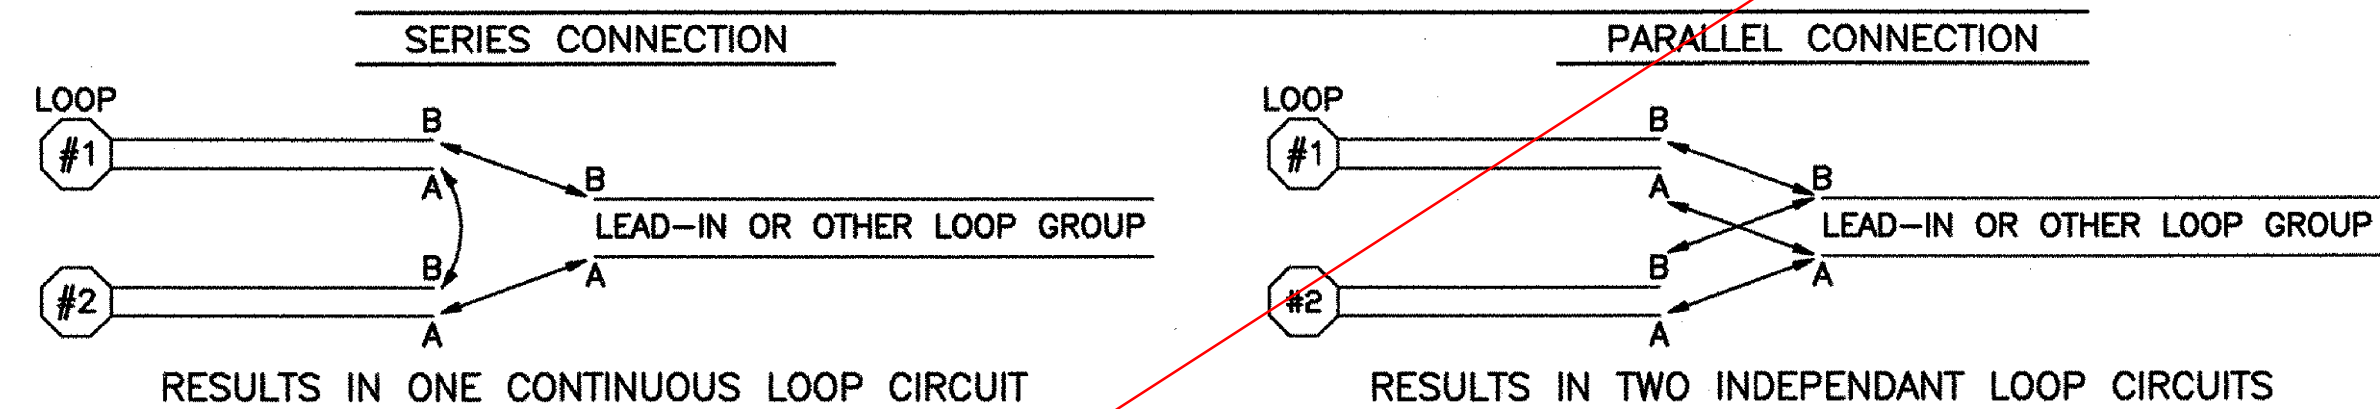 SERIES CONNECTION
LOOP
#1
B
A
B
LEAD-IN OR OTHER LOOP GROUP
A
#2
B
A
RESULTS IN ONE CONTINUOUS LOOP CIRCUIT
PARALLEL CONNECTION
LOOP
#1
B
A
B
LEAD-IN OR OTHER LOOP GROUP
A
#2
B
A
RESULTS IN TWO INDEPENDANT LOOP CIRCUITS